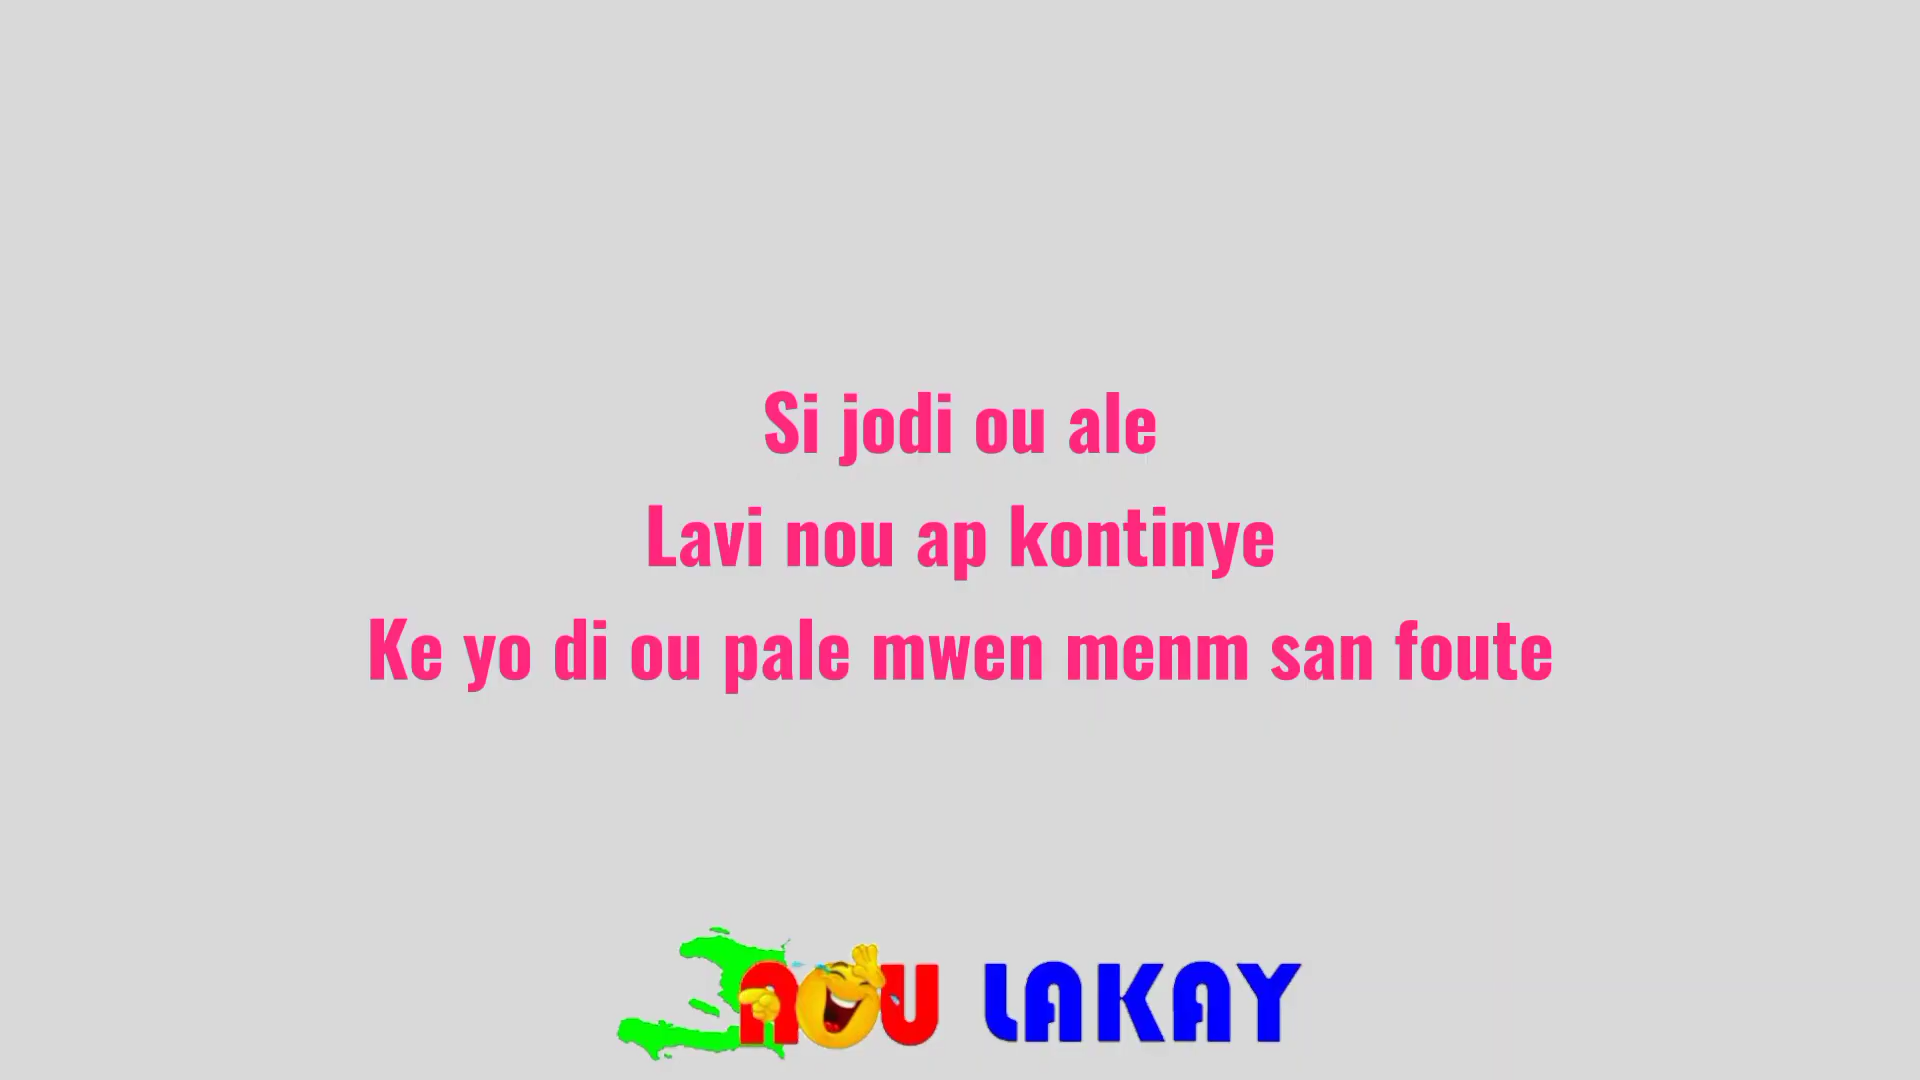 Si jodi ou ale
Lavi nou ap kontinye
Ke yo di ou pale mwen menm san foute
NOU LAKAY